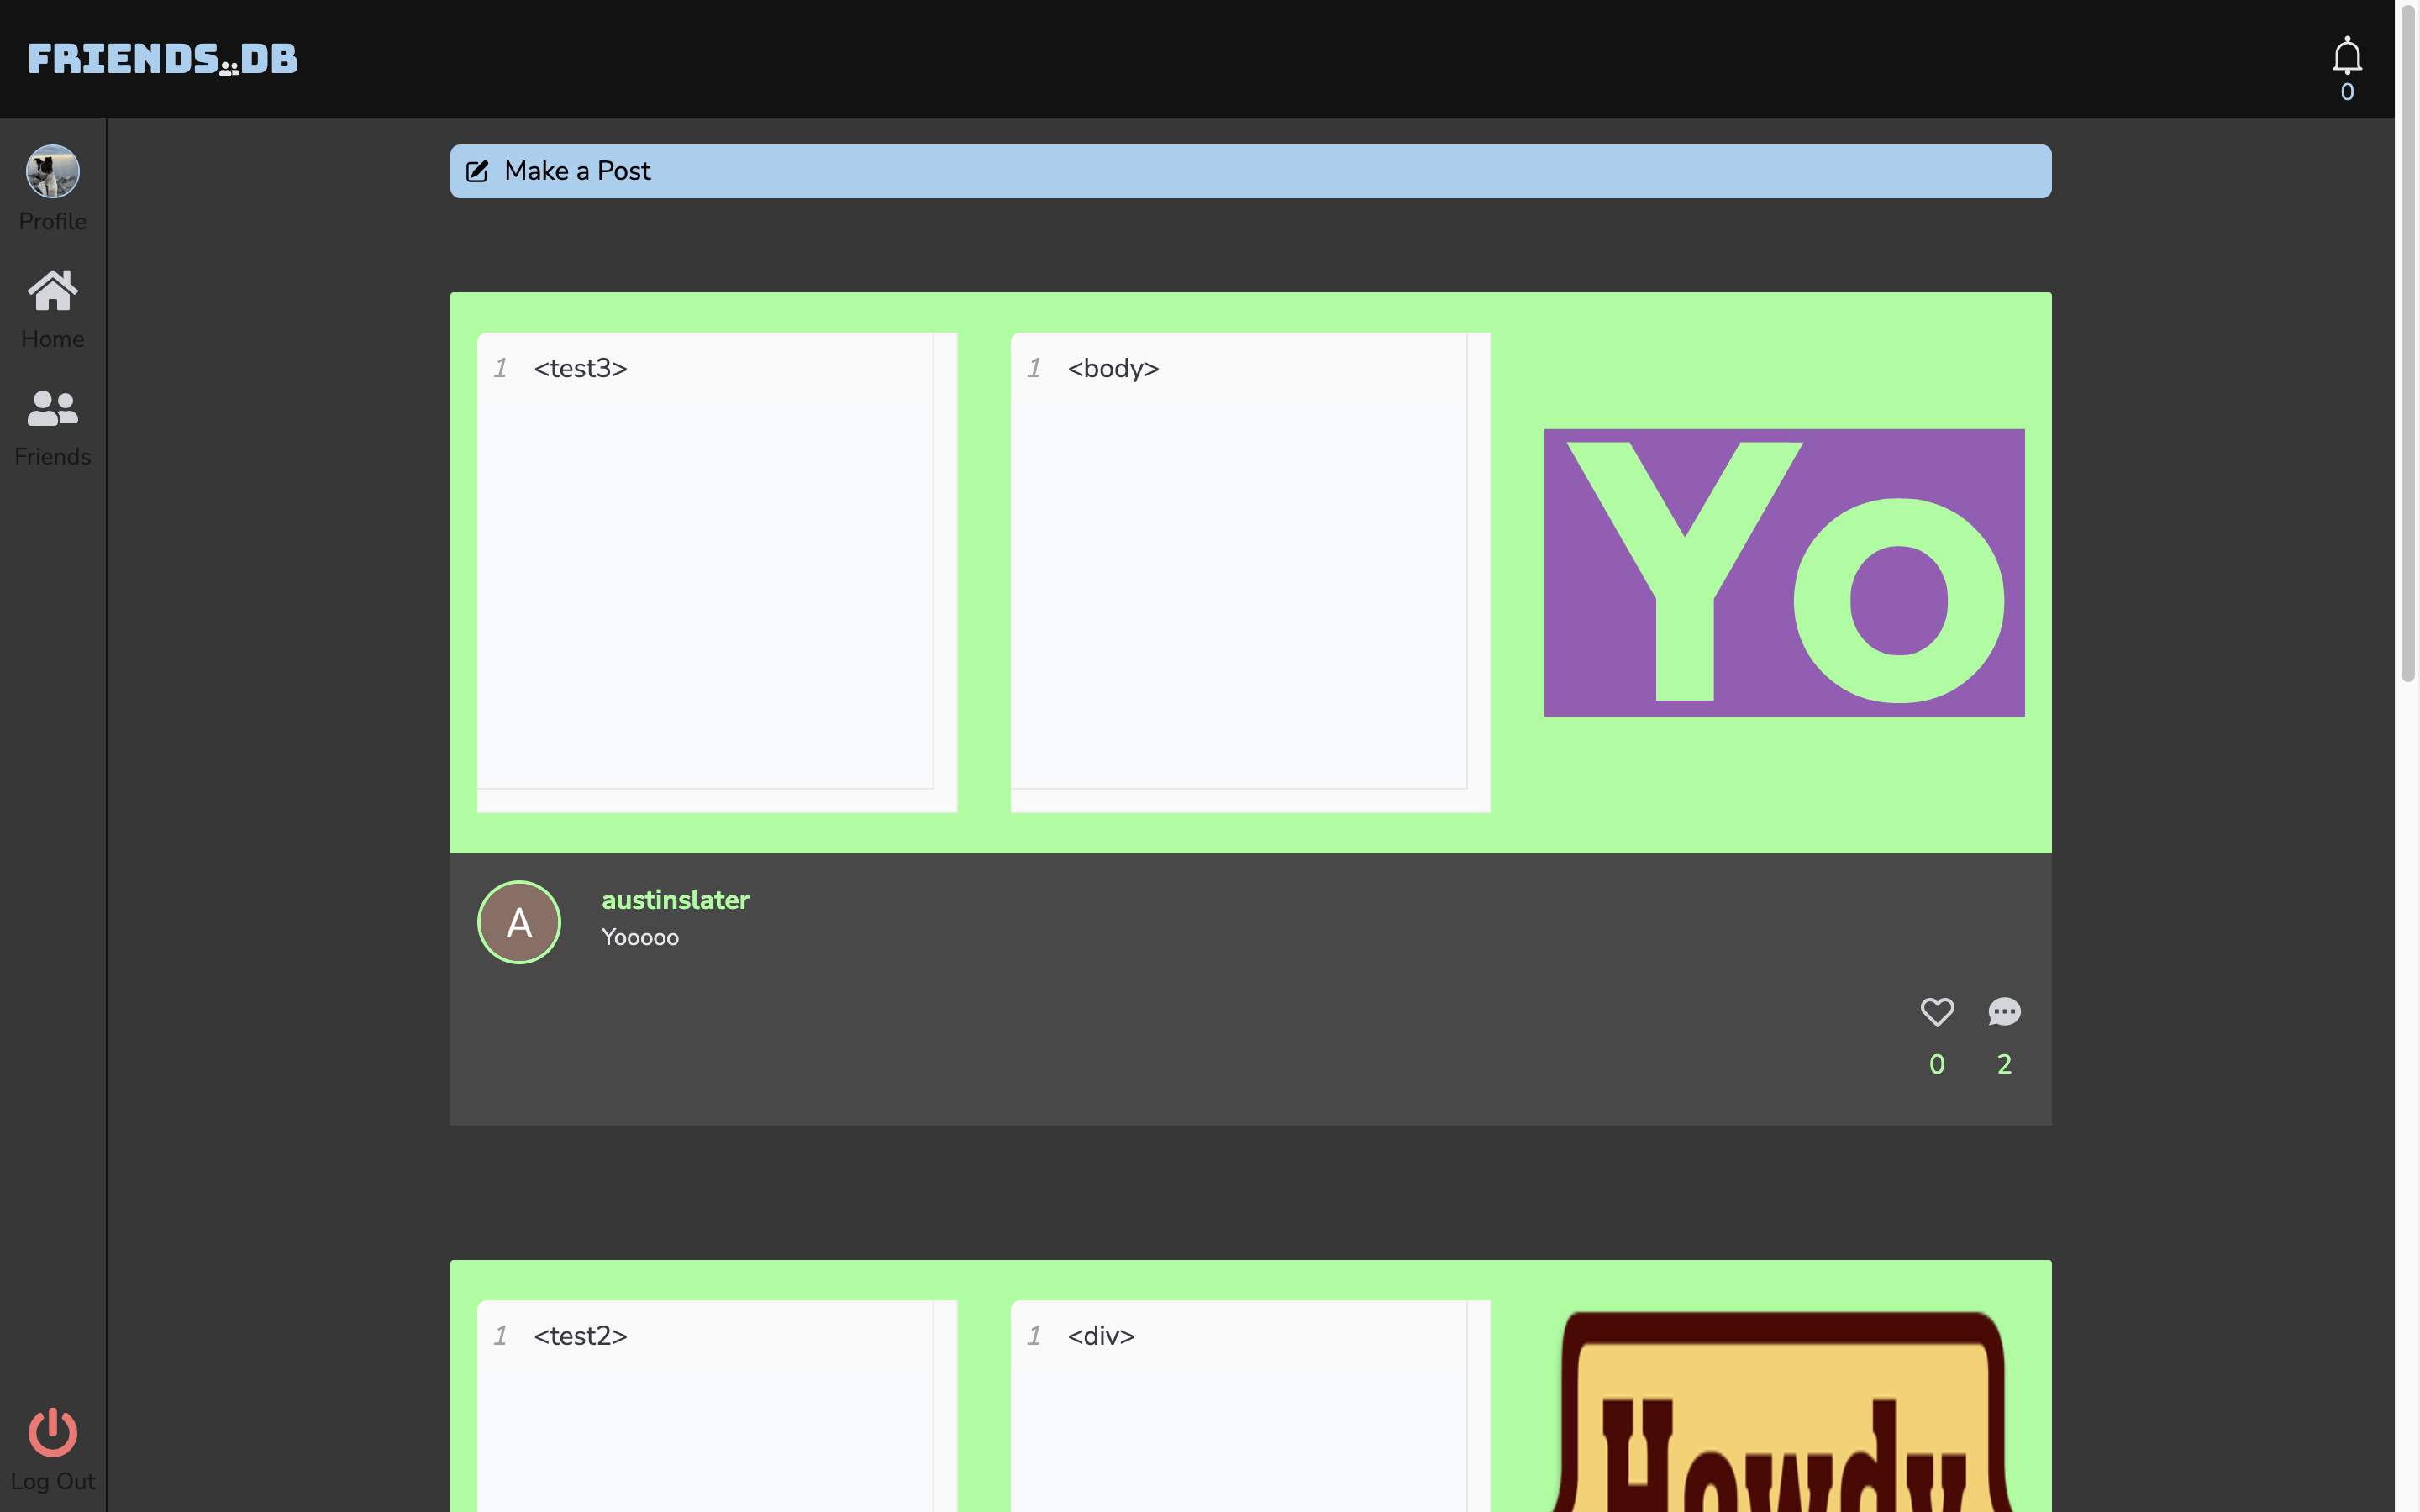 FRIENDS.DB
0
Make a Post
Profile
Home
Friends
1 <test3>
1 <body>
Yo
A
austinslater
Yooooo
0 2
1 <test2>
1 <div>
Howdy
Log Out